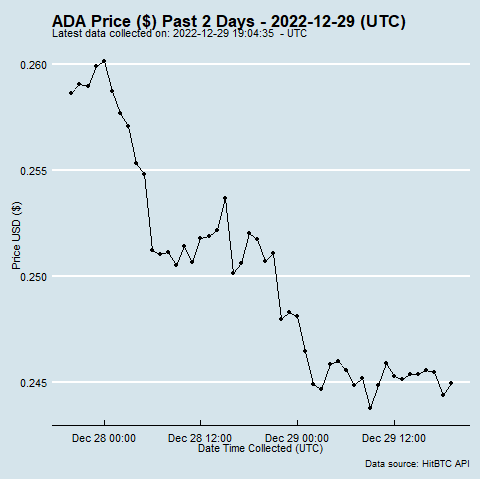 ADA Price ($) Past 2 Days - 2022-12-29 (UTC)
Latest data collected on: 2022-12-29 19:04:35  - UTC
0.260
0.255
0.250
0.245
Price USD ($)
Dec 28 00:00 Dec 28 12:00 Dec 29 00:00 Dec 29 12:00
Date Time Collected (UTC)
Data source: HitBTC API